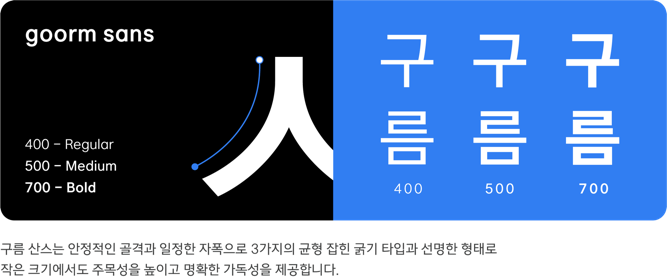 goorm sans
400 – Regular
500 – Medium
700 – Bold
人
구 구 구
름 름 름
400 500 700
구름 산스는 안정적인 골격과 일정한 자폭으로 3가지의 균형 잡힌 굵기 타입과 선명한 형태로
작은 크기에서도 주목성을 높이고 명확한 가독성을 제공합니다.